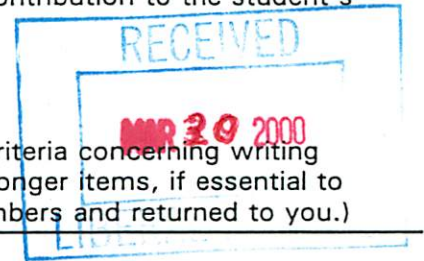 ontribution to the student's
RECEIVED
MAR 2000
riteria concerning writing
onger items, if essential to
nbers and returned to you.)